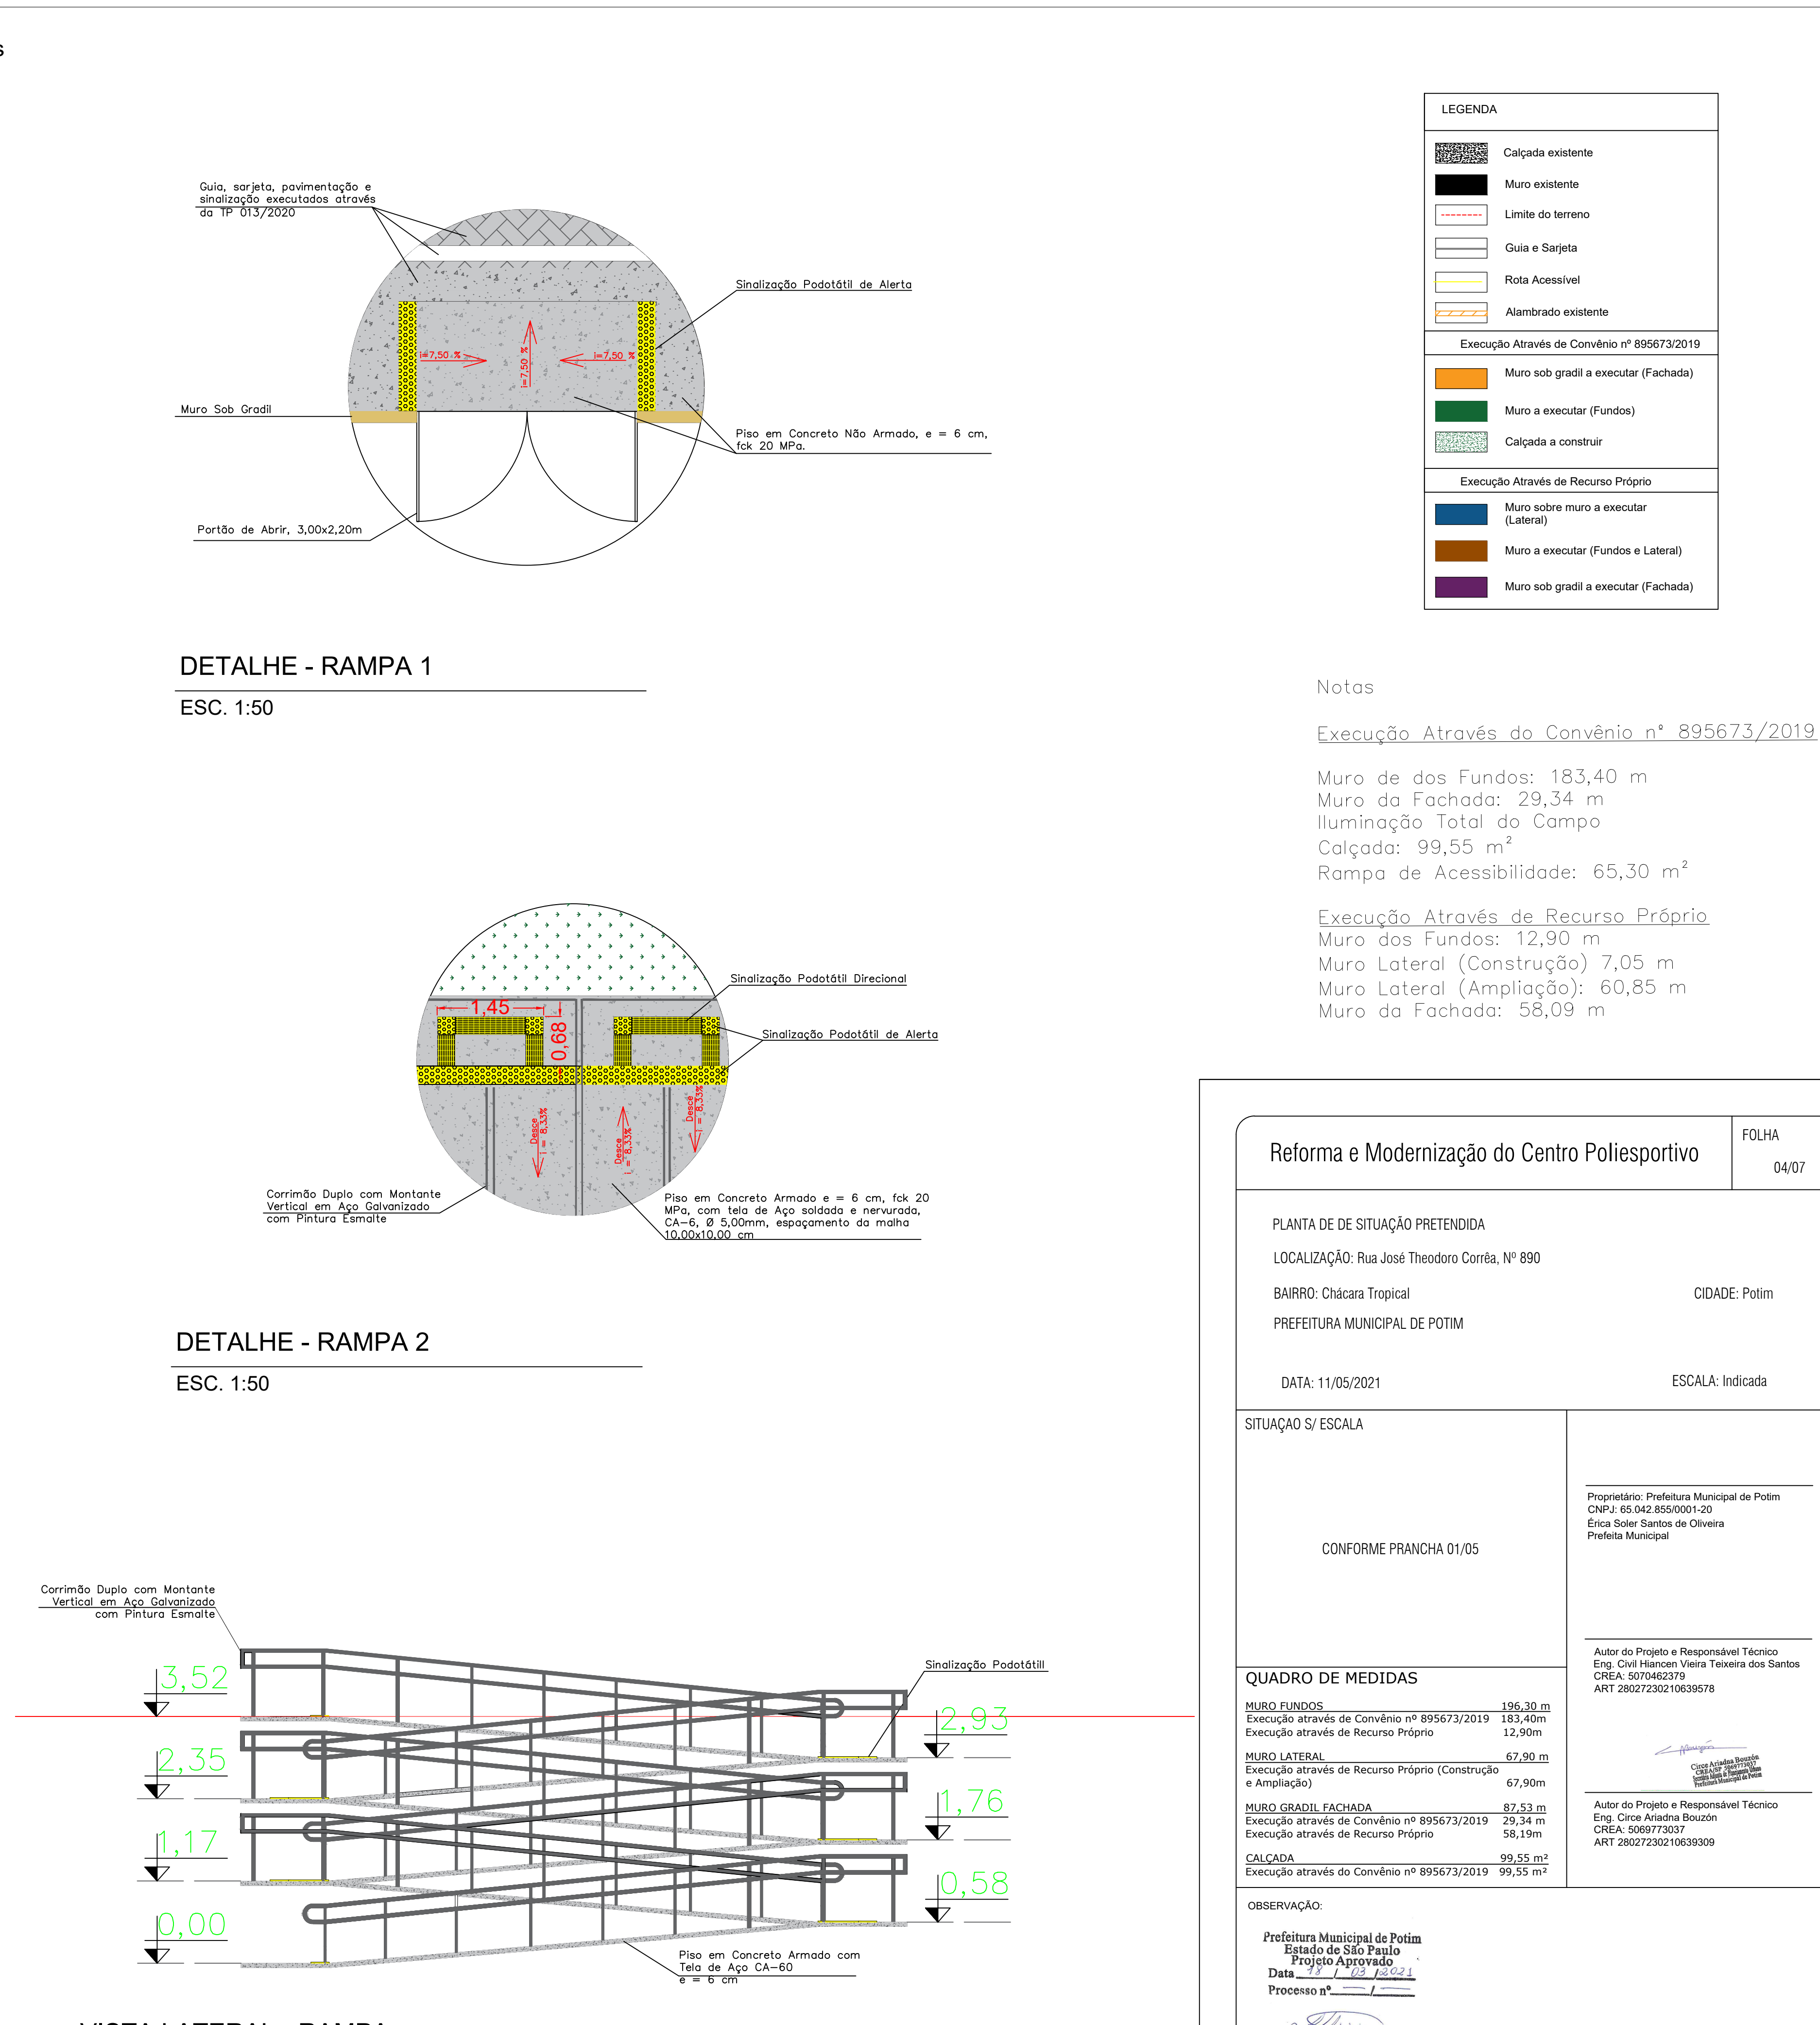 s
Guia, sarjeta, pavimentação e
sinalização executados através
da TP 013/2020
Sinalização Podotátil de Alerta
i=7,50 %
i=7,50 %
i=7,50 %
Muro Sob Gradil
Piso em Concreto Não Armado, e = 6 cm,
fck 20 MPa.
Portão de Abrir, 3,00x2,20m
DETALHE - RAMPA 1
ESC. 1:50
LEGENDA
Calçada existente
Muro existente
Limite do terreno
Guia e Sarjeta
Rota Acessível
Alambrado existente
Execução Através de Convênio nº 895673/2019
Muro sob gradil a executar (Fachada)
Muro a executar (Fundos)
Calçada a construir
Execução Através de Recurso Próprio
Muro sobre muro a executar
(Lateral)
Muro a executar (Fundos e Lateral)
Muro sob gradil a executar (Fachada)
Notas
Execução Através do Convênio n° 895673/2019
Muro de dos Fundos: 183,40 m
Muro da Fachada: 29,34 m
Iluminação Total do Campo
Calçada: 99,55 m²
Rampa de Acessibilidade: 65,30 m²
Execução Através de Recurso Próprio
Muro dos Fundos: 12,90 m
Muro Lateral (Construção) 7,05 m
Muro Lateral (Ampliação): 60,85 m
Muro da Fachada: 58,09 m
Sinalização Podotátil Direcional
1,45
0,68
Sinalização Podotátil de Alerta
Desce
i = 8,33%
Desce
i = 8,33%
Desce
i = 8,33%
Corrimão Duplo com Montante
Vertical em Aço Galvanizado
com Pintura Esmalte
Piso em Concreto Armado e = 6 cm, fck 20
MPa, com tela de Aço soldada e nervurada,
CA-6, Ø 5,00mm, espaçamento da malha
10,00x10,00 cm
DETALHE - RAMPA 2
ESC. 1:50
Corrimão Duplo com Montante
Vertical em Aço Galvanizado
com Pintura Esmalte
Sinalização Podotátill
3,52
2,93
2,35
1,76
1,17
0,58
0,00
Piso em Concreto Armado com
Tela de Aço CA-60
e = 6 cm
Reforma e Modernização do Centro Poliesportivo
FOLHA
04/07
PLANTA DE DE SITUAÇÃO PRETENDIDA
LOCALIZAÇÃO: Rua José Theodoro Corrêa, Nº 890
BAIRRO: Chácara Tropical
CIDADE: Potim
PREFEITURA MUNICIPAL DE POTIM
DATA: 11/05/2021
ESCALA: Indicada
SITUAÇAO S/ ESCALA
CONFORME PRANCHA 01/05
Proprietário: Prefeitura Municipal de Potim
CNPJ: 65.042.855/0001-20
Érica Soler Santos de Oliveira
Prefeita Municipal
Autor do Projeto e Responsável Técnico
Eng. Civil Hiancen Vieira Teixeira dos Santos
CREA: 5070462379
ART 28027230210639578
Circe Ariadna Bouzón
CREA/SP 5069773037
Prefeitura Municipal de Potim
Autor do Projeto e Responsável Técnico
Eng. Circe Ariadna Bouzón
CREA: 5069773037
ART 28027230210639309
QUADRO DE MEDIDAS
MURO FUNDOS 196,30 m
Execução através de Convênio nº 895673/2019 183,40m
Execução através de Recurso Próprio 12,90m
MURO LATERAL 67,90 m
Execução através de Recurso Próprio (Construção
e Ampliação) 67,90m
MURO GRADIL FACHADA 87,53 m
Execução através de Convênio nº 895673/2019 29,34 m
Execução através de Recurso Próprio 58,19m
CALÇADA 99,55 m²
Execução através do Convênio nº 895673/2019 99,55 m²
OBSERVAÇÃO:
Prefeitura Municipal de Potim
Estado de São Paulo
Projeto Aprovado
Data 18 / 03 / 2021
Processo nº /